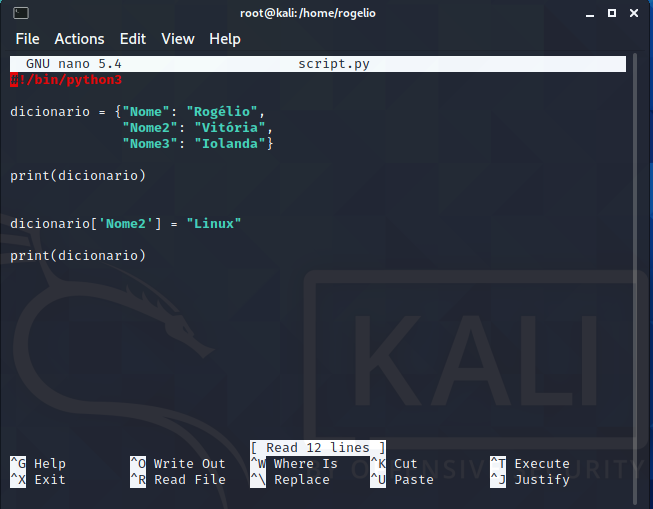 root@kali:/home/rogelio
File Actions Edit View Help
GNU nano 5.4 script.py
#!/bin/python3
dicionario = {"Nome": "Rogélio",
"Nome2": "Vitória",
"Nome3": "Iolanda"}
print(dicionario)
dicionario['Nome2'] = "Linux"
print(dicionario)
KALI
[ Read 12 lines ]
^G Help ^O Write Out ^W Where Is ^K Cut ^T Execute
^X Exit ^R Read File ^\ Replace ^U Paste ^J Justify